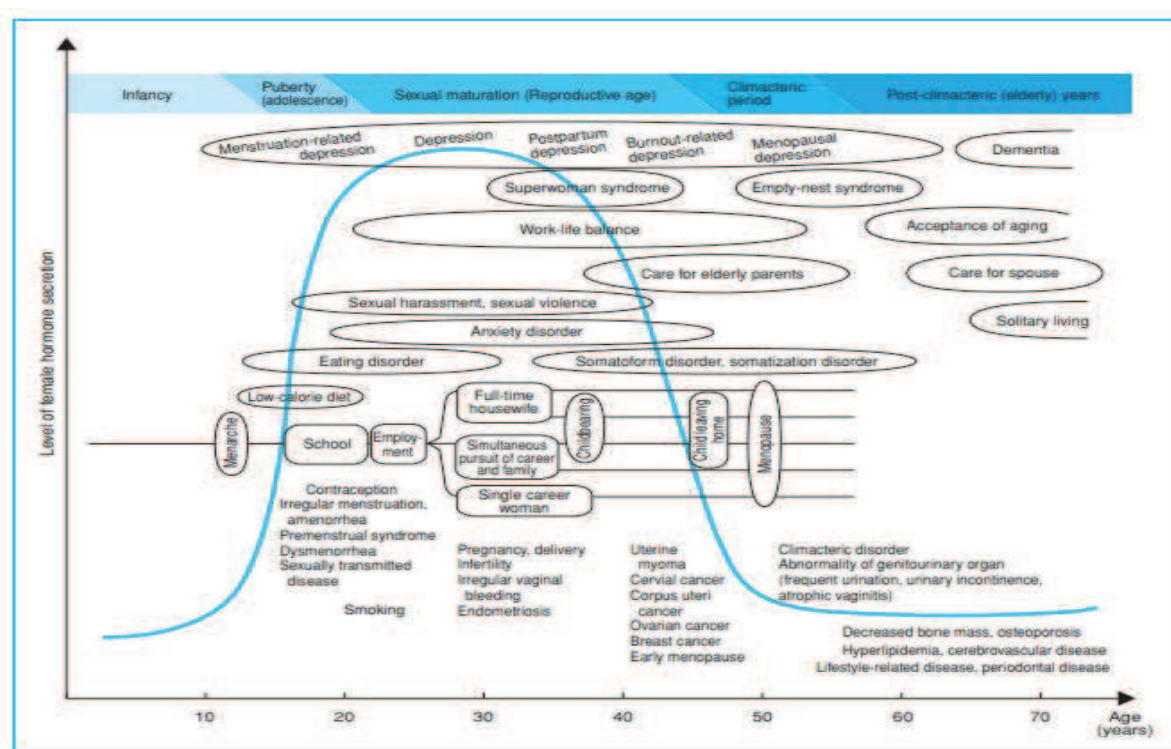 Infancy
Puberty
(adolescence)
Sexual maturation (Reproductive age)
Climacteric
period
Post-climacteric (elderly) years
Menstruation-related
depression
Depression
Postpartum
depression
Burnout-related
depression
Menopausal
depression
Dementia
Superwoman syndrome
Empty-nest syndrome
Work-life balance
Acceptance of aging
Care for elderly parents
Care for spouse
Sexual harassment, sexual violence
Solitary living
Anxiety disorder
Eating disorder
Somatoform disorder, somatization disorder
Low-calorie diet
Level of female hormone secretion
Menarche
School
Employ-
ment
Full-time
housewife
Simultaneous
pursuit of career
and family
Single career
woman
Childbearing
Child leaving
home
Menopause
Contraception
Irregular menstruation,
amenorrhea
Premenstrual syndrome
Dysmenorrhea
Sexually transmitted
disease
Smoking
Pregnancy, delivery
Infertility
Irregular vaginal
bleeding
Endometriosis
Uterine
myoma
Cervial cancer
Corpus uteri
cancer
Ovarian cancer
Breast cancer
Early menopause
Climacteric disorder
Abnormality of genitourinary organ
(frequent urination, urinary incontinence,
atrophic vaginitis)
Decreased bone mass, osteoporosis
Hyperlipidemia, cerebrovascular disease
Lifestyle-related disease, periodontal disease
10 20 30 40 50 60 70 Age
(years)